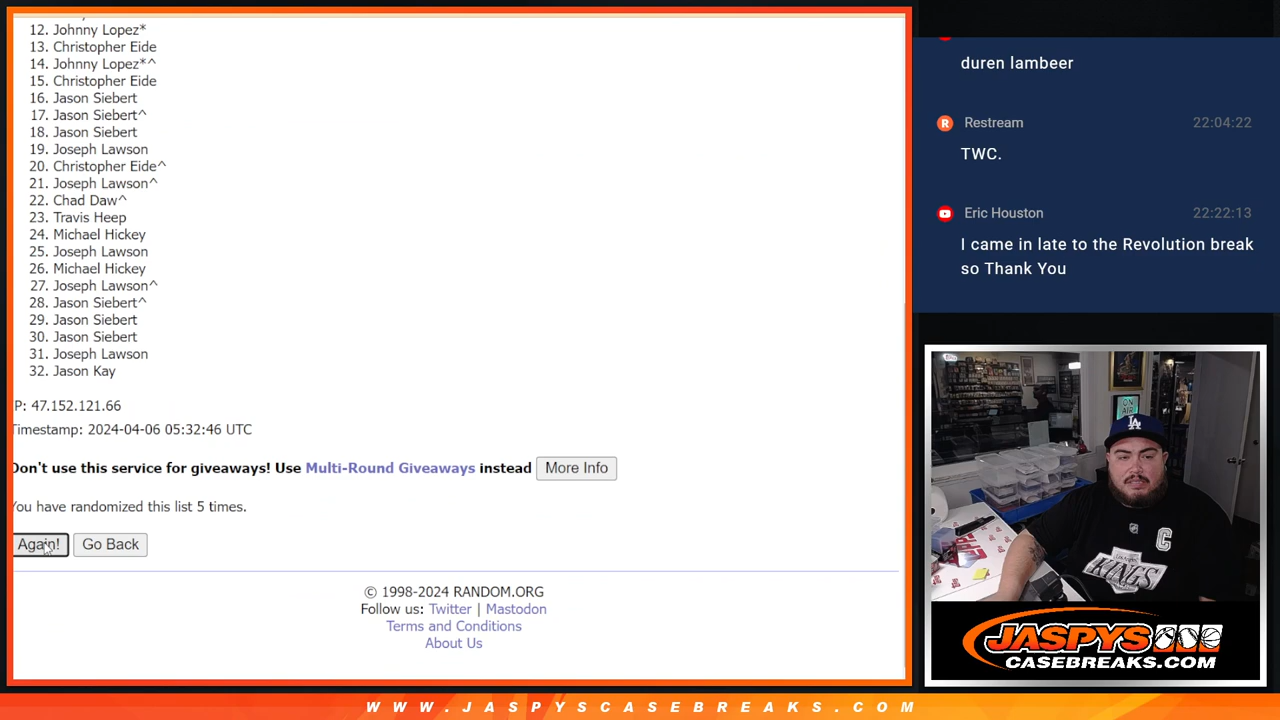 12. Johnny Lopez*
13. Christopher Eide
14. Johnny Lopez*^
15. Christopher Eide
16. Jason Siebert
17. Jason Siebert^
18. Jason Siebert
19. Joseph Lawson
20. Christopher Eide^
21. Joseph Lawson^
22. Chad Daw^
23. Travis Heep
24. Michael Hickey
25. Joseph Lawson
26. Michael Hickey
27. Joseph Lawson^
28. Jason Siebert^
29. Jason Siebert
30. Jason Siebert
31. Joseph Lawson
32. Jason Kay
P: 47.152.121.66
Timestamp: 2024-04-06 05:32:46 UTC
Don't use this service for giveaways! Use Multi-Round Giveaways instead More Info
You have randomized this list 5 times.
Again! Go Back
© 1998-2024 RANDOM.ORG
Follow us: Twitter | Mastodon
Terms and Conditions
About Us
duren lambeer
R Restream 22:04:22
TWC.
Eric Houston 22:22:13
I came in late to the Revolution break
so Thank You
ON
AIR
LA
C
KINGS
JASPYS
CASEBREAKS.COM
WWW.JASPYSCASEBREAKS.COM